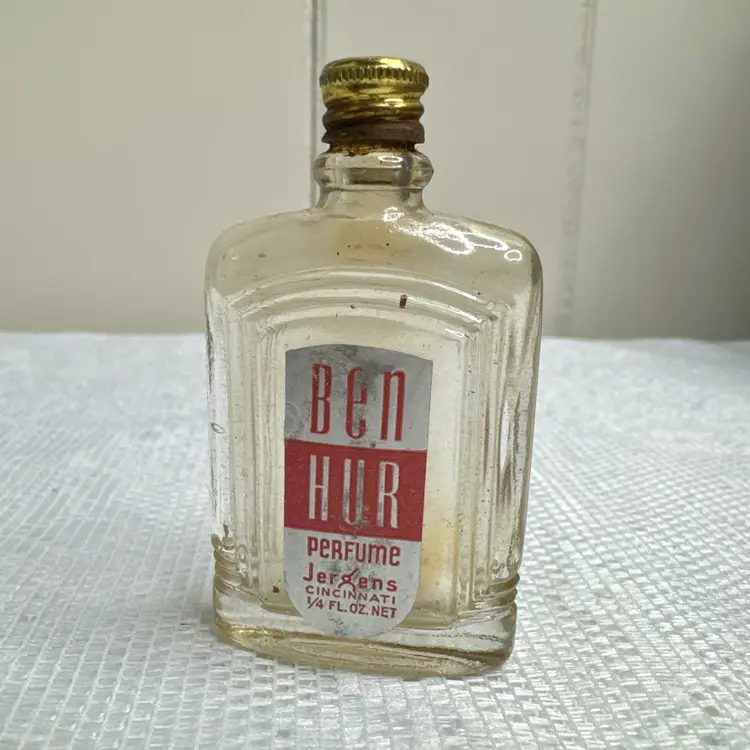 Ben
HUR
PERFUME
Jergens
CINCINNATI
1/4 FL. OZ. NET